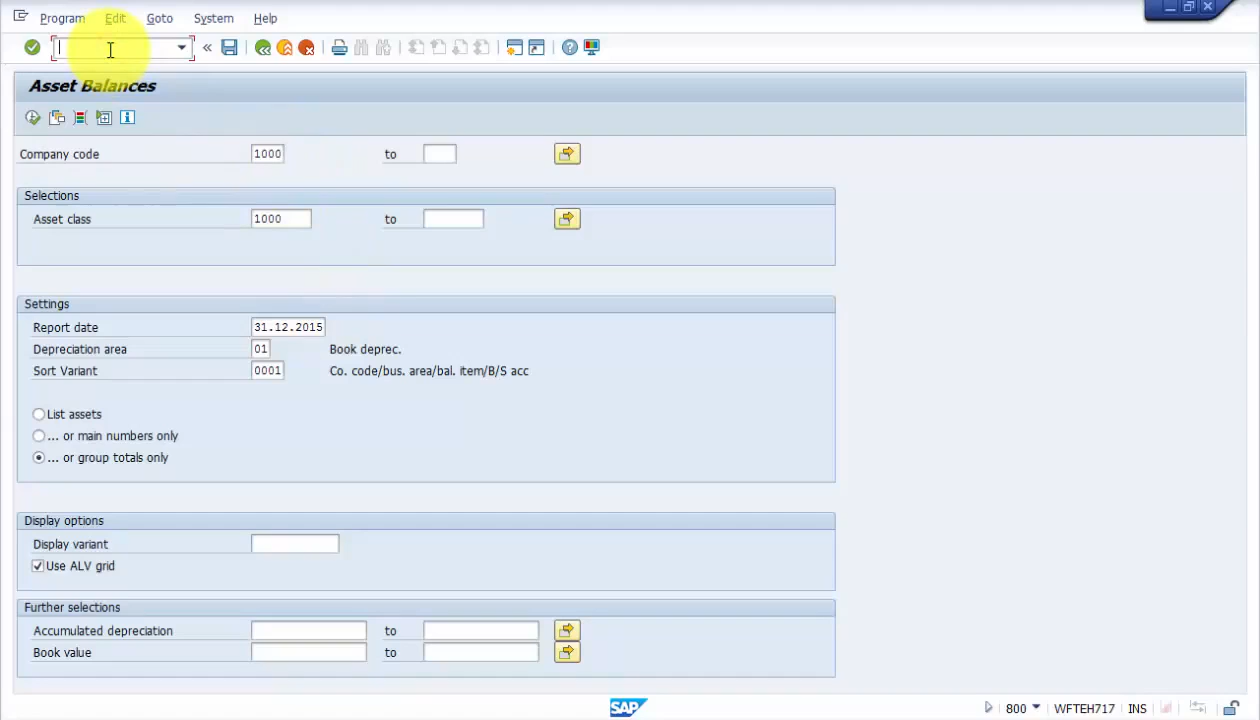 Program Edit Goto System Help
Asset Balances
Company code 1000 to
Selections
Asset class 1000 to
Settings
Report date 31.12.2015
Depreciation area 01 Book deprec.
Sort Variant 0001 Co. code/bus. area/bal. item/B/S acc
List assets
... or main numbers only
... or group totals only
Display options
Display variant
Use ALV grid
Further selections
Accumulated depreciation to
Book value to
SAP 800 WFTEH717 INS